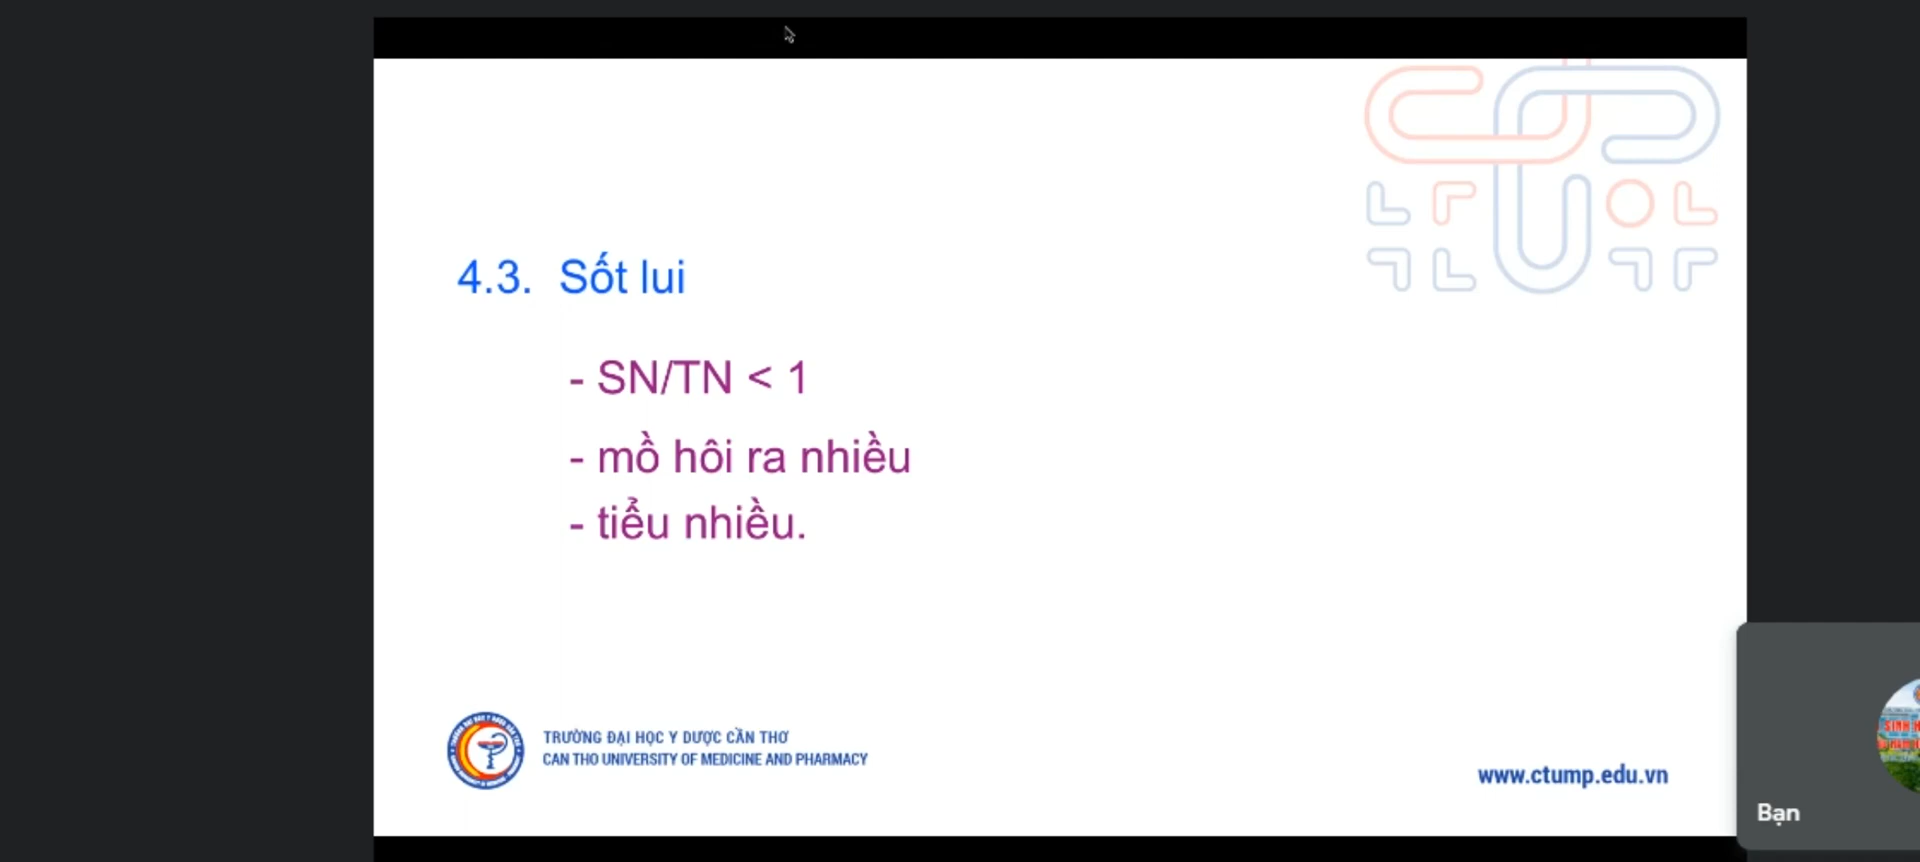 4.3. Sốt lui
- SN/TN < 1
- mồ hôi ra nhiều
- tiểu nhiều.
TRƯỜNG ĐẠI HỌC Y DƯỢC CẦN THƠ
CAN THO UNIVERSITY OF MEDICINE AND PHARMACY
www.ctump.edu.vn
Bạn